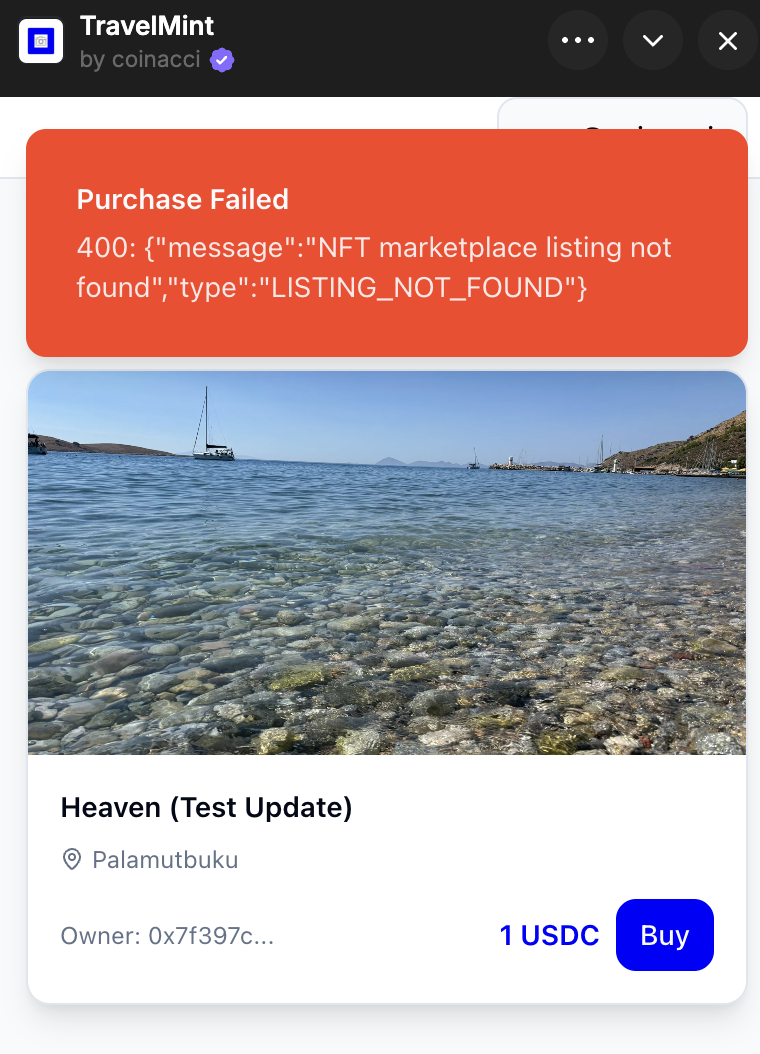 TravelMint
by coinacci
Purchase Failed
400: {"message":"NFT marketplace listing not
found","type":"LISTING_NOT_FOUND"}
Heaven (Test Update)
Palamutbuku
Owner: 0x7f397c...
1 USDC
Buy